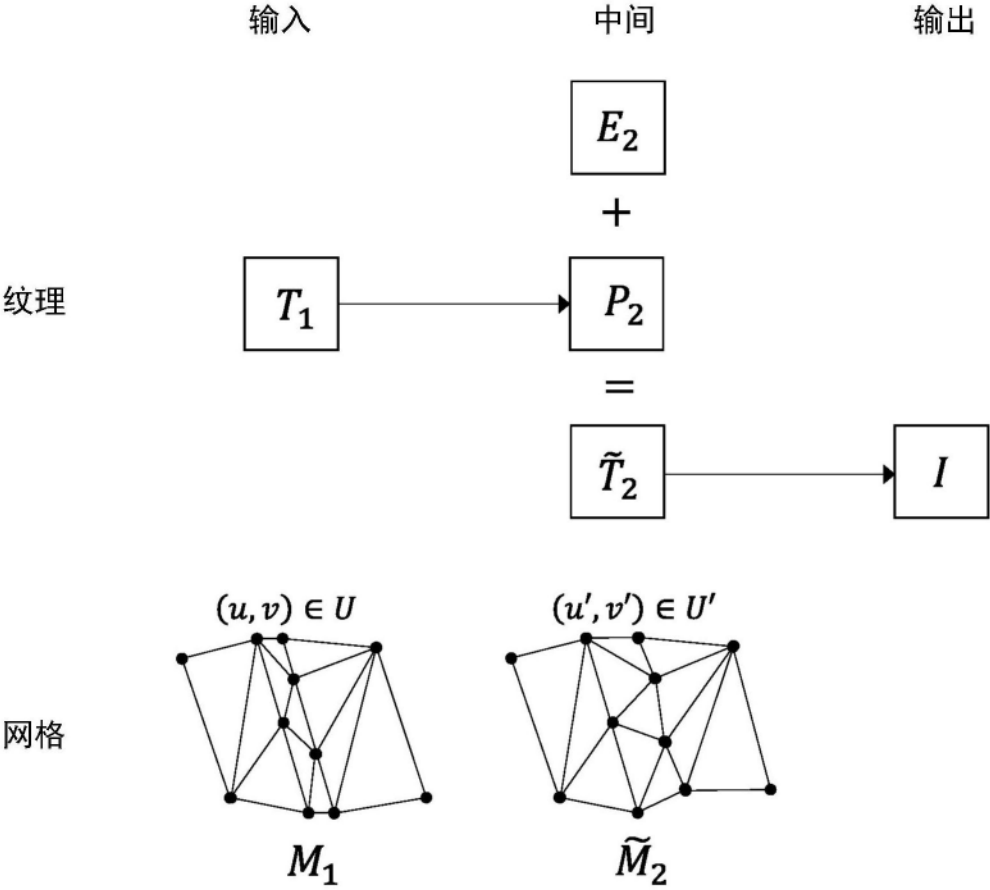 输入 中间 输出
E₂
+
纹理 T₁ P₂
=
T̃₂ I
(u, v) ∈ U (u′, v′) ∈ U′
网格
M₁ M̃₂